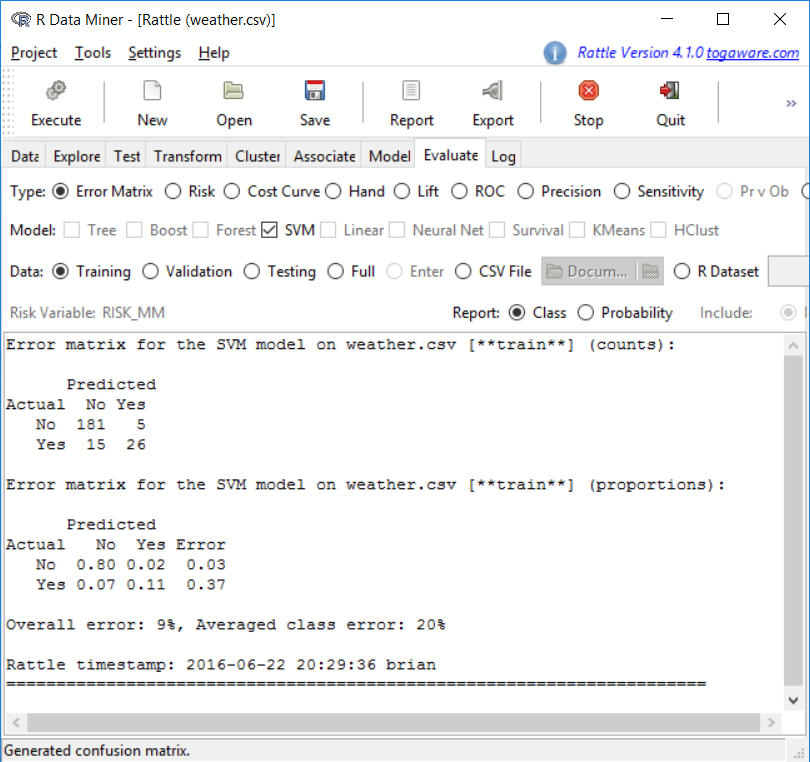 R Data Miner - [Rattle (weather.csv)]
Project Tools Settings Help
Rattle Version 4.1.0 togaware.com
Execute New Open Save Report Export Stop Quit »
Data Explore Test Transform Cluster Associate Model Evaluate Log
Type: Error Matrix Risk Cost Curve Hand Lift ROC Precision Sensitivity Pr v Ob
Model: Tree Boost Forest SVM Linear Neural Net Survival KMeans HClust
Data: Training Validation Testing Full Enter CSV File Docum... R Dataset
Risk Variable: RISK_MM Report: Class Probability Include:
Error matrix for the SVM model on weather.csv [**train**] (counts):
Predicted
Actual No Yes
No 181 5
Yes 15 26
Error matrix for the SVM model on weather.csv [**train**] (proportions):
Predicted
Actual No Yes Error
No 0.80 0.02 0.03
Yes 0.07 0.11 0.37
Overall error: 9%, Averaged class error: 20%
Rattle timestamp: 2016-06-22 20:29:36 brian
======================================================================
Generated confusion matrix.